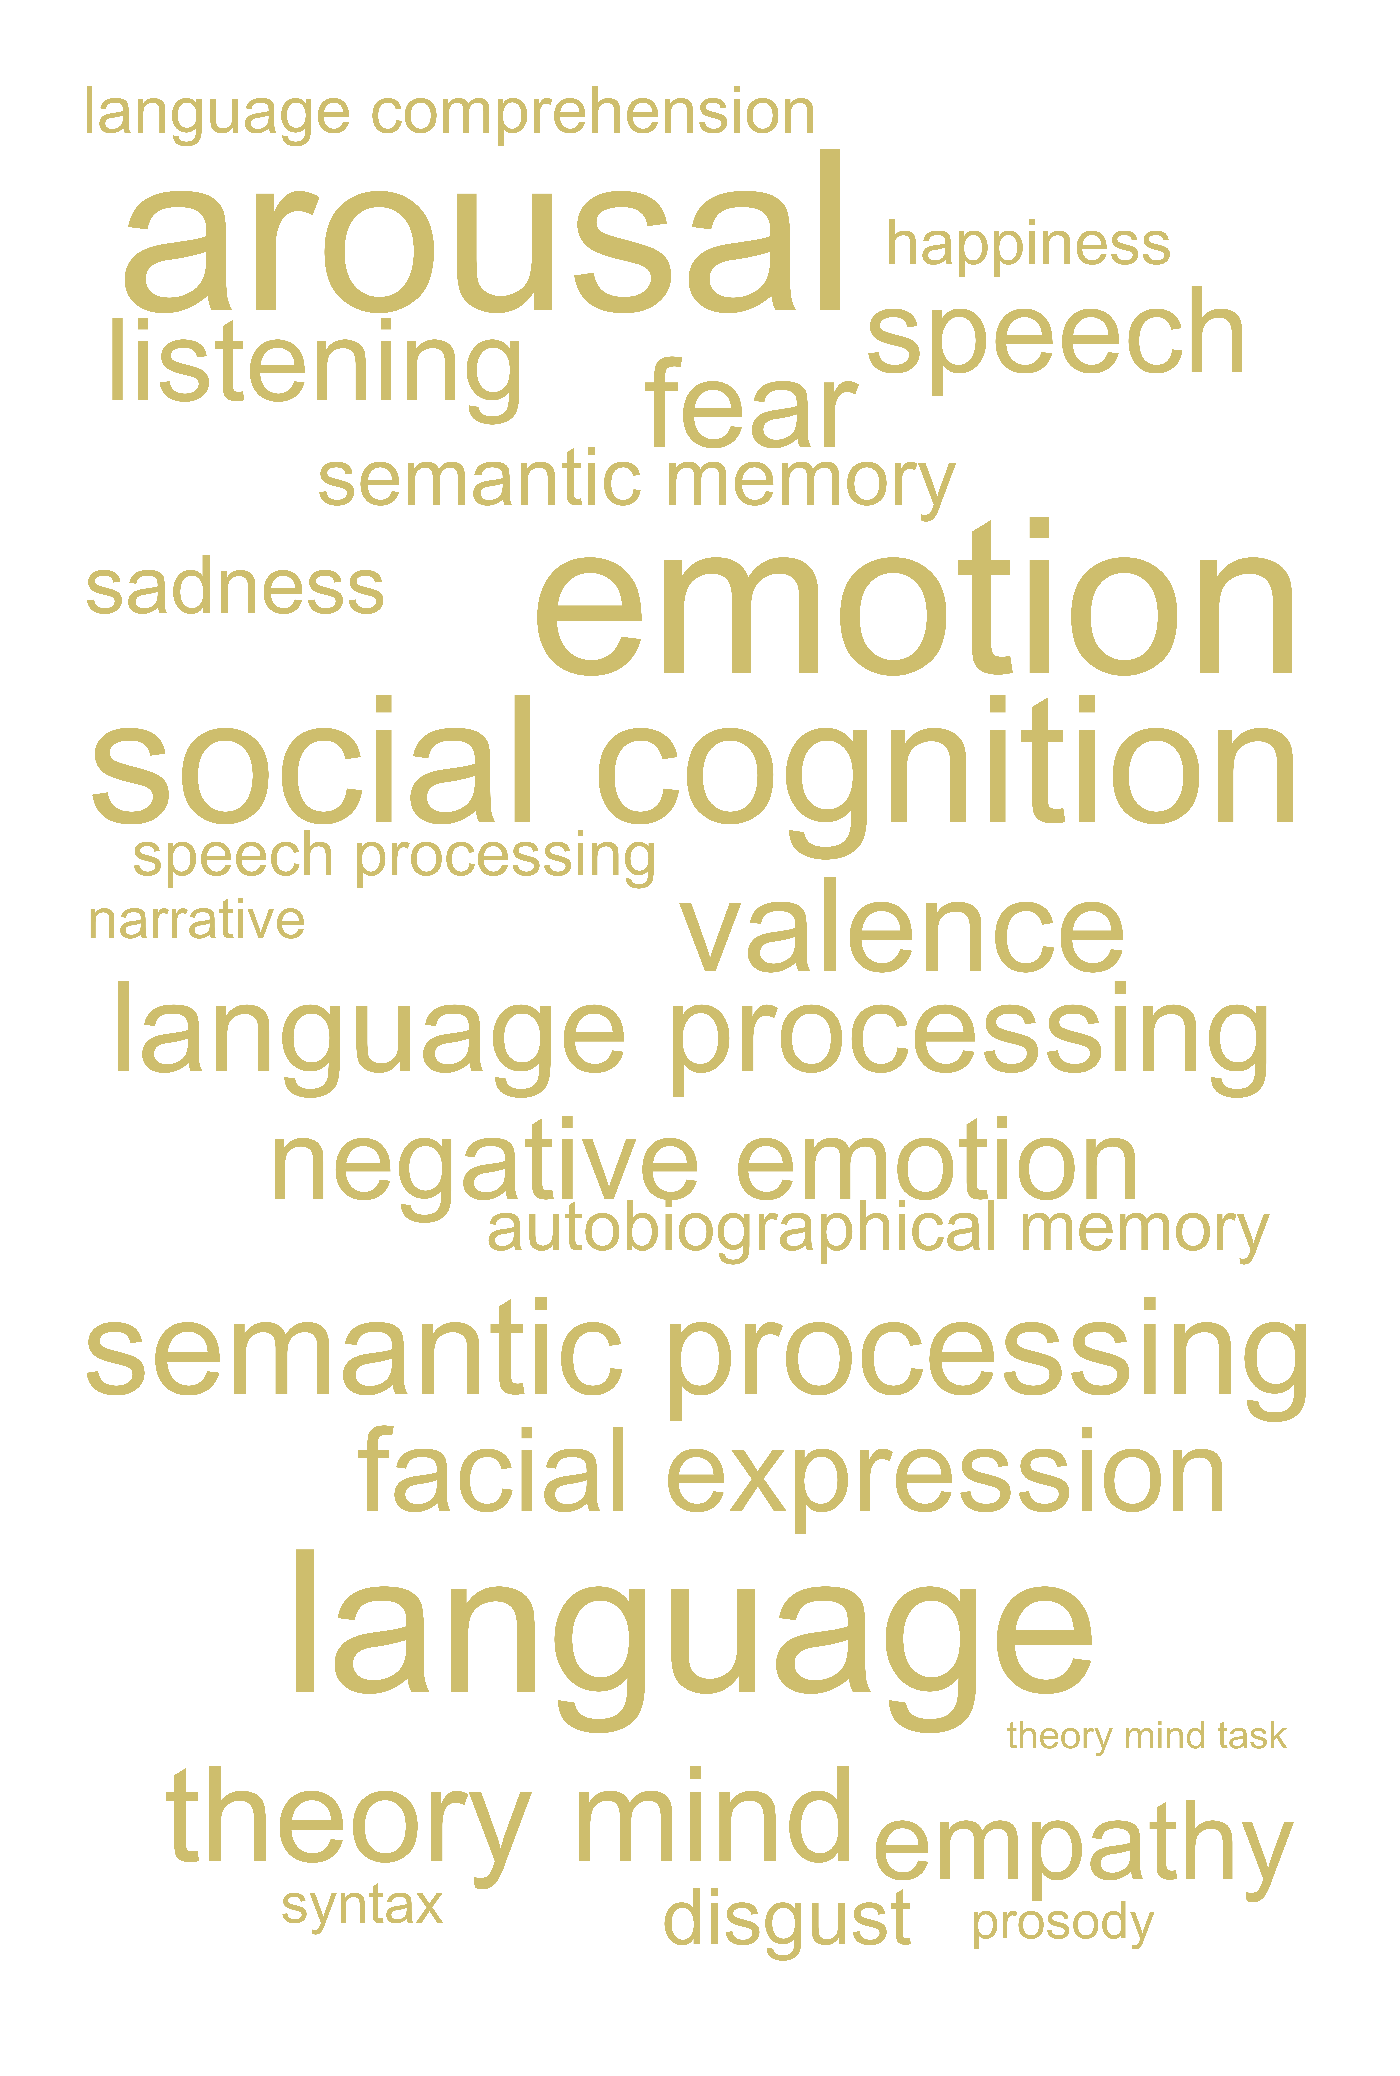 language comprehension
arousal
happiness
speech
listening
fear
semantic memory
emotion
sadness
social cognition
speech processing
valence
narrative
language processing
negative emotion
autobiographical memory
semantic processing
facial expression
language
theory mind task
theory mind
empathy
syntax
disgust
prosody